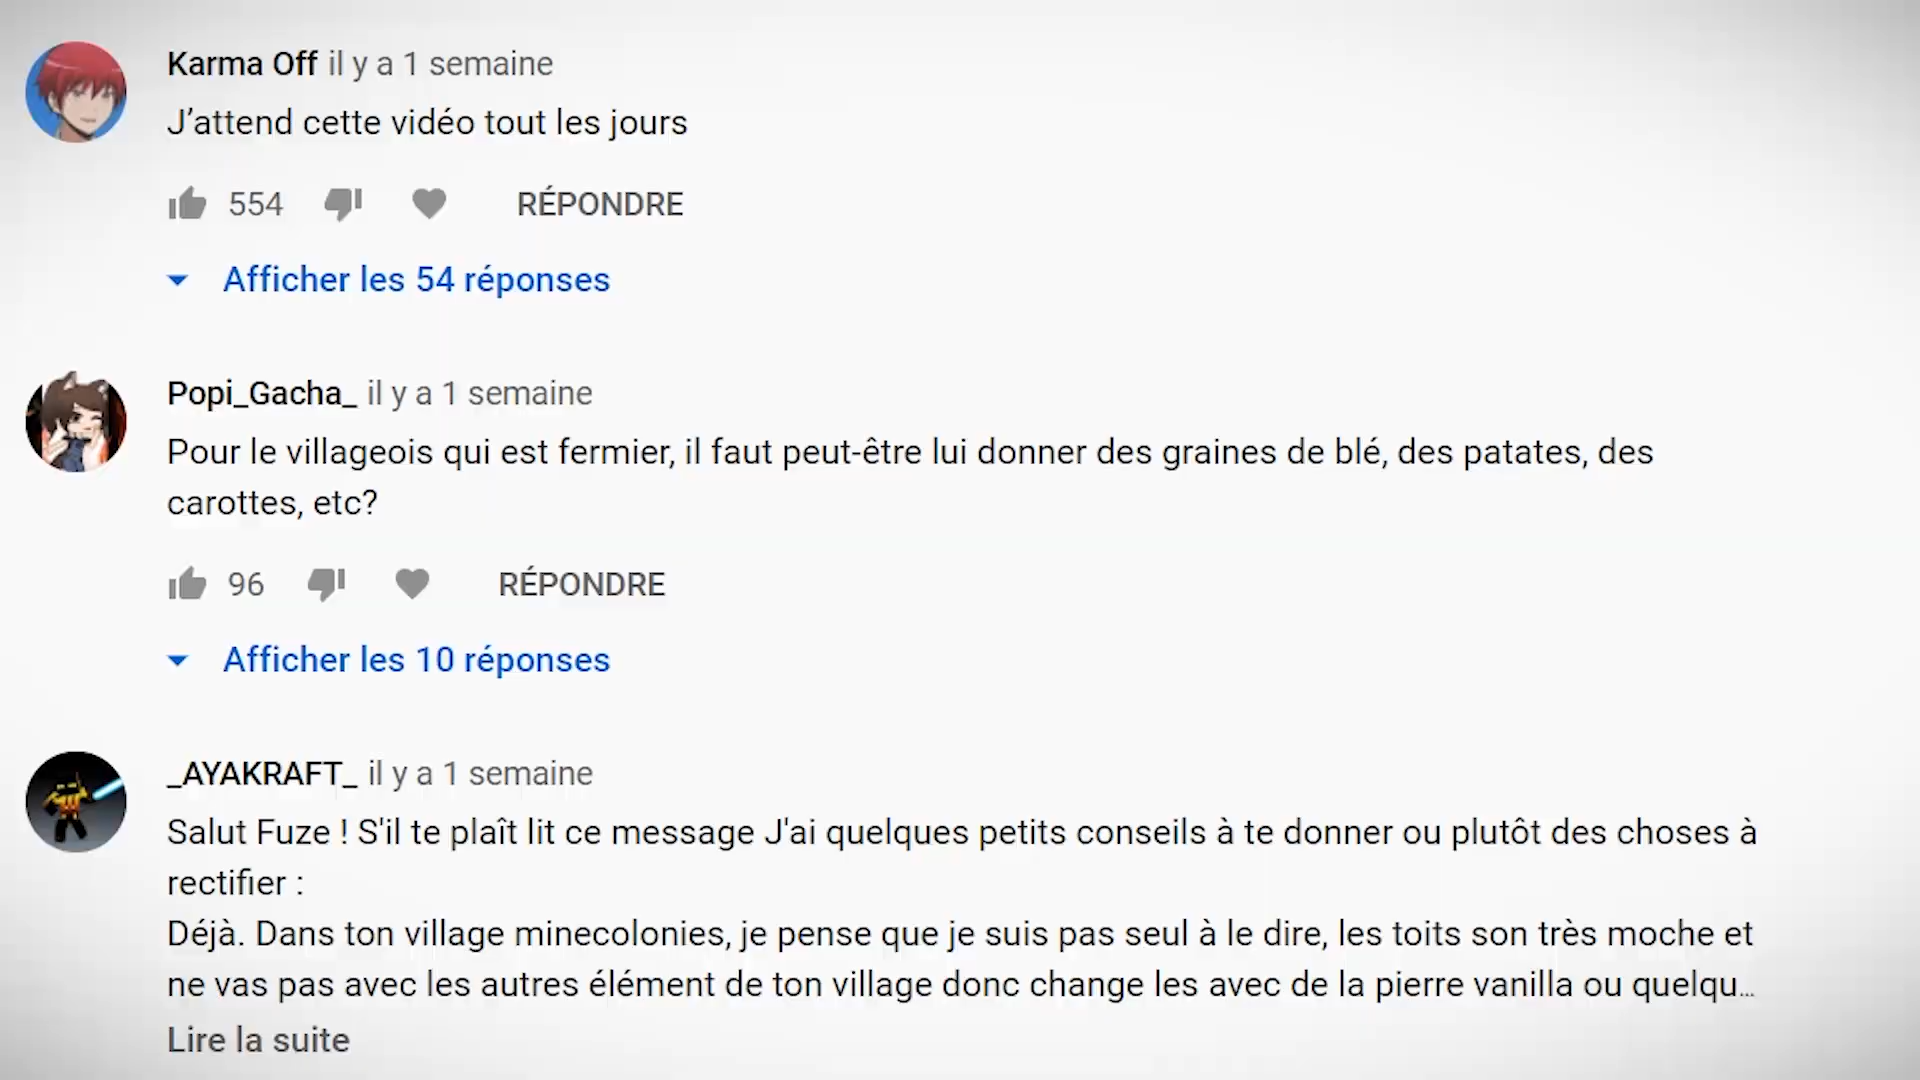 Karma Off il y a 1 semaine
J’attend cette vidéo tout les jours
554 RÉPONDRE
Afficher les 54 réponses
Popi_Gacha_ il y a 1 semaine
Pour le villageois qui est fermier, il faut peut-être lui donner des graines de blé, des patates, des
carottes, etc?
96 RÉPONDRE
Afficher les 10 réponses
_AYAKRAFT_ il y a 1 semaine
Salut Fuze ! S'il te plaît lit ce message J'ai quelques petits conseils à te donner ou plutôt des choses à
rectifier :
Déjà. Dans ton village minecolonies, je pense que je suis pas seul à le dire, les toits son très moche et
ne vas pas avec les autres élément de ton village donc change les avec de la pierre vanilla ou quelqu...
Lire la suite